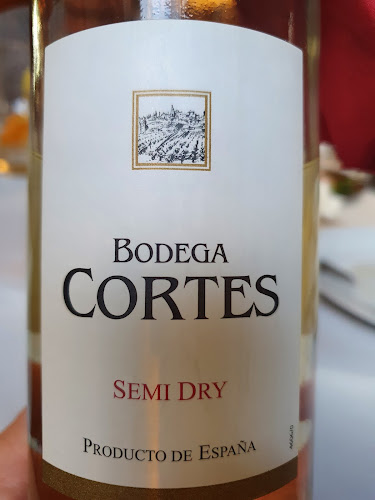 BODEGA
CORTES
SEMI DRY
PRODUCTO DE ESPAÑA